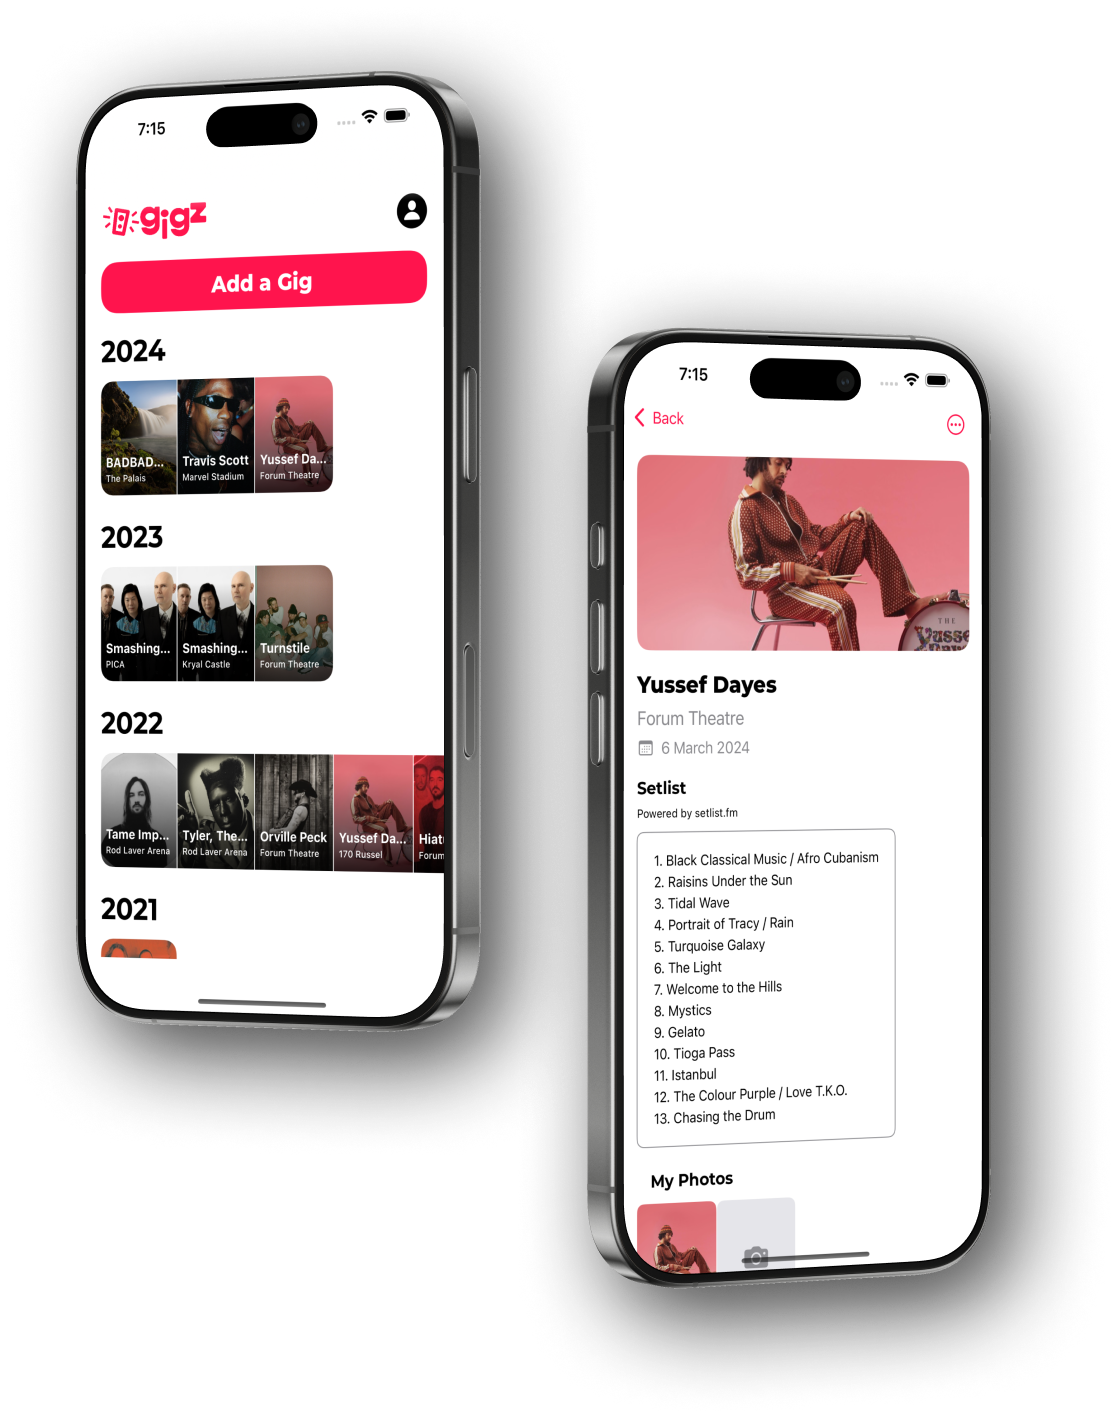 7:15
gigz
Add a Gig
2024
BADBAD...
The Palais
Travis Scott
Marvel Stadium
Yussef Da...
Forum Theatre
2023
Smashing...
PICA
Smashing...
Kryal Castle
Turnstile
Forum Theatre
2022
Tame Imp...
Rod Laver Arena
Tyler, The...
Rod Laver Arena
Orville Peck
Forum Theatre
Yussef Da...
170 Russel
Hiat
Forum
2021
7:15
Back
THE
Yusse
Dayes
Yussef Dayes
Forum Theatre
6 March 2024
Setlist
Powered by setlist.fm
1. Black Classical Music / Afro Cubanism
2. Raisins Under the Sun
3. Tidal Wave
4. Portrait of Tracy / Rain
5. Turquoise Galaxy
6. The Light
7. Welcome to the Hills
8. Mystics
9. Gelato
10. Tioga Pass
11. Istanbul
12. The Colour Purple / Love T.K.O.
13. Chasing the Drum
My Photos